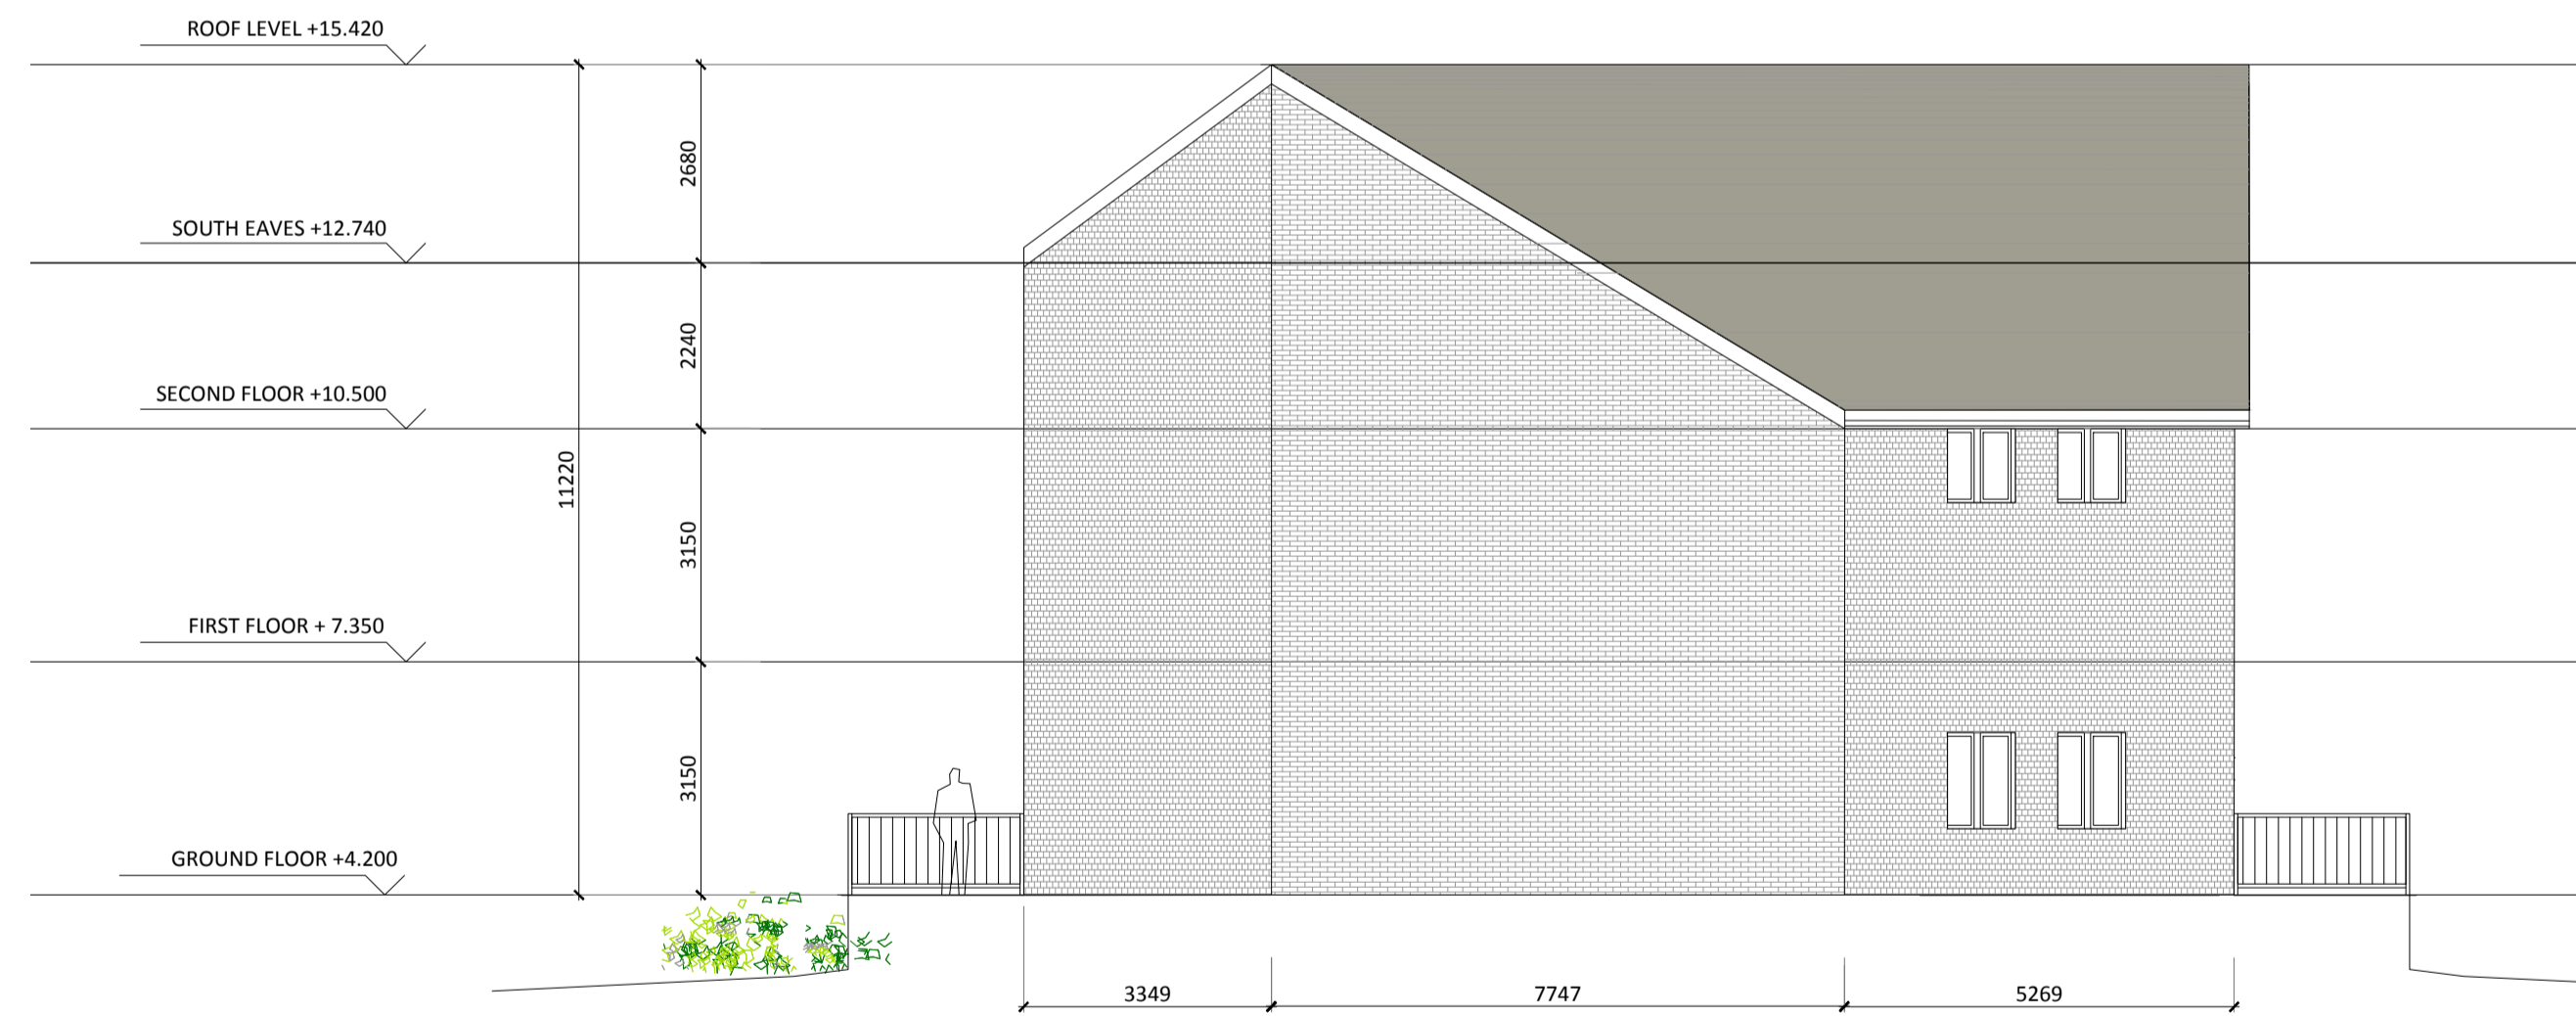 ROOF LEVEL +15.420
2680
SOUTH EAVES +12.740
2240
SECOND FLOOR +10.500
11220
3150
FIRST FLOOR + 7.350
3150
GROUND FLOOR +4.200
3349
7747
5269